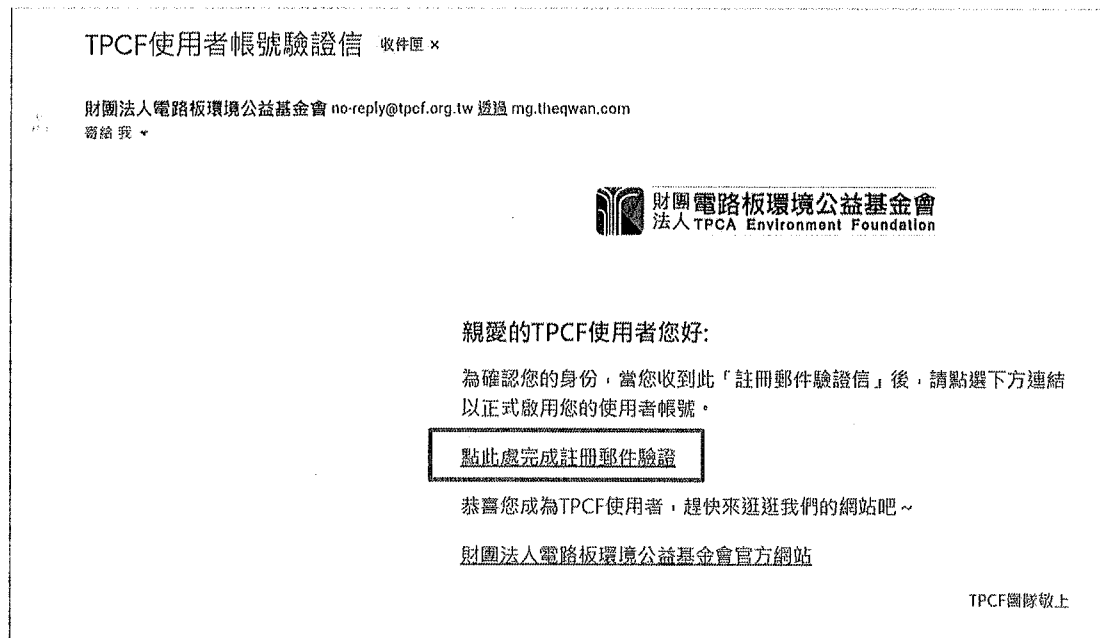 TPCF使用者帳號驗證信 收件匣 ×
財團法人電路板環境公益基金會 no-reply@tpcf.org.tw 透過 mg.theqwan.com
寄給 我
財團法人 電路板環境公益基金會
TPCA Environment Foundation
親愛的TPCF使用者您好:
為確認您的身份，當您收到此「註冊郵件驗證信」後，請點選下方連結
以正式啟用您的使用者帳號。
點此處完成註冊郵件驗證
恭喜您成為TPCF使用者，趕快來逛逛我們的網站吧~
財團法人電路板環境公益基金會官方網站
TPCF團隊敬上